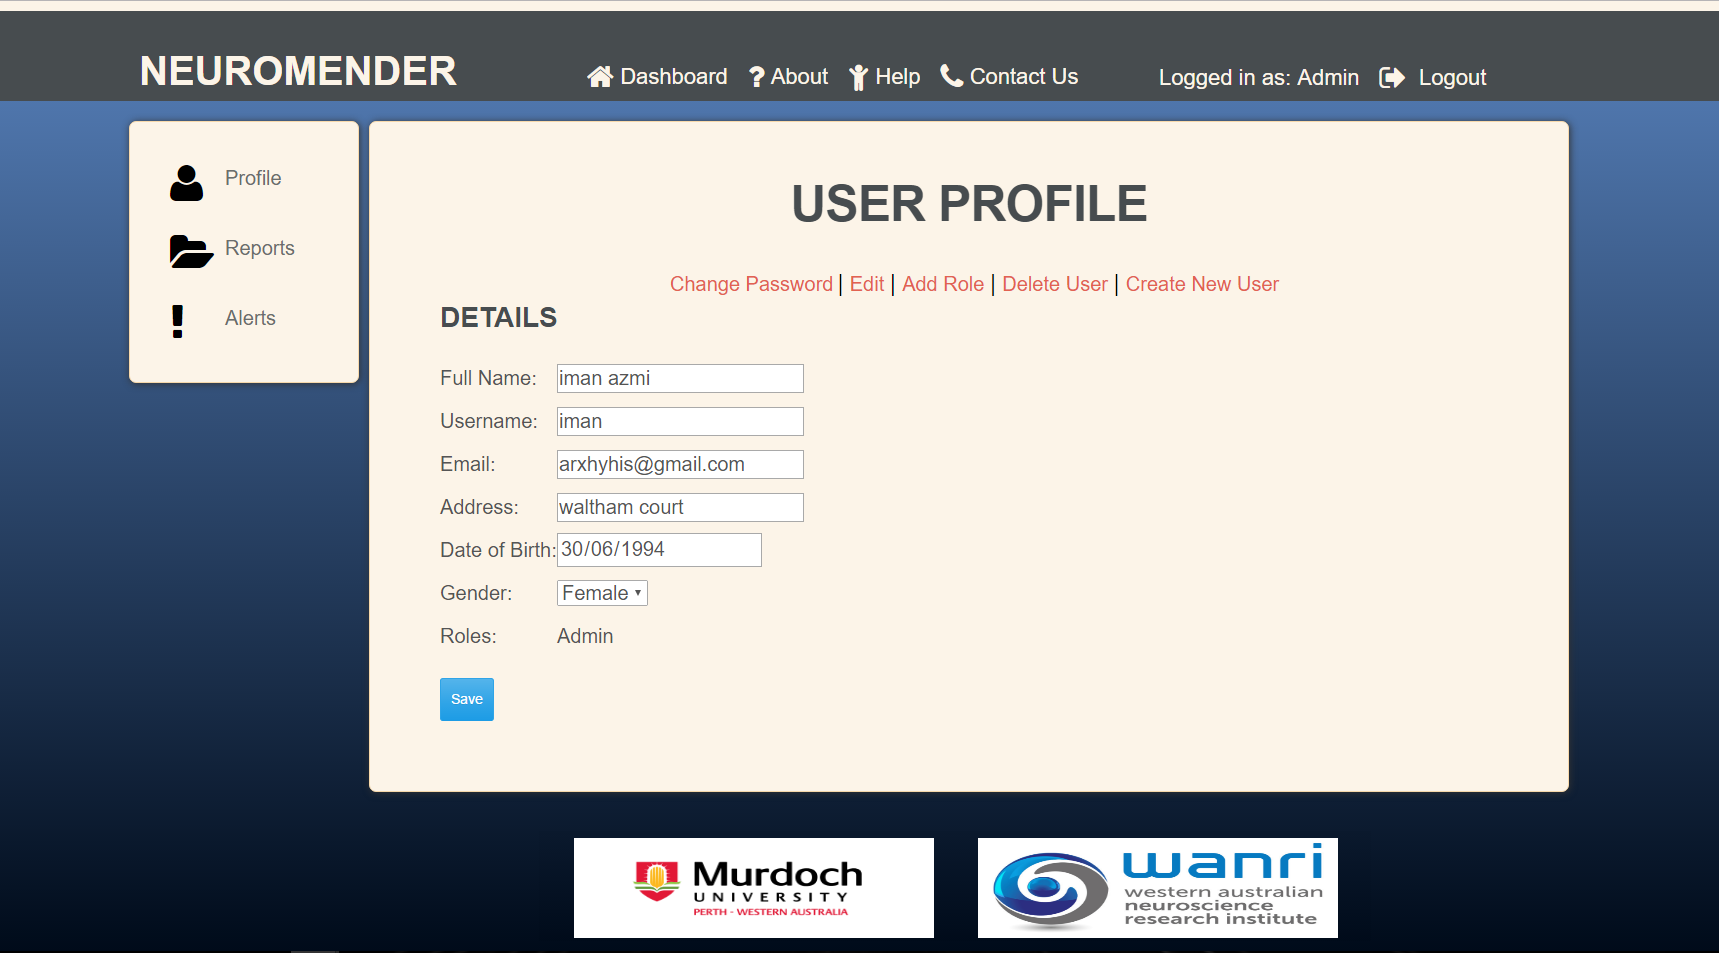 NEUROMENDER
Dashboard ? About Help Contact Us
Logged in as: Admin Logout
Profile
Reports
! Alerts
USER PROFILE
Change Password | Edit | Add Role | Delete User | Create New User
DETAILS
Full Name: iman azmi
Username: iman
Email: arxhyhis@gmail.com
Address: waltham court
Date of Birth: 30/06/1994
Gender: Female
Roles: Admin
Save
Murdoch
UNIVERSITY
PERTH - WESTERN AUSTRALIA
wanri
western australian
neuroscience
research institute